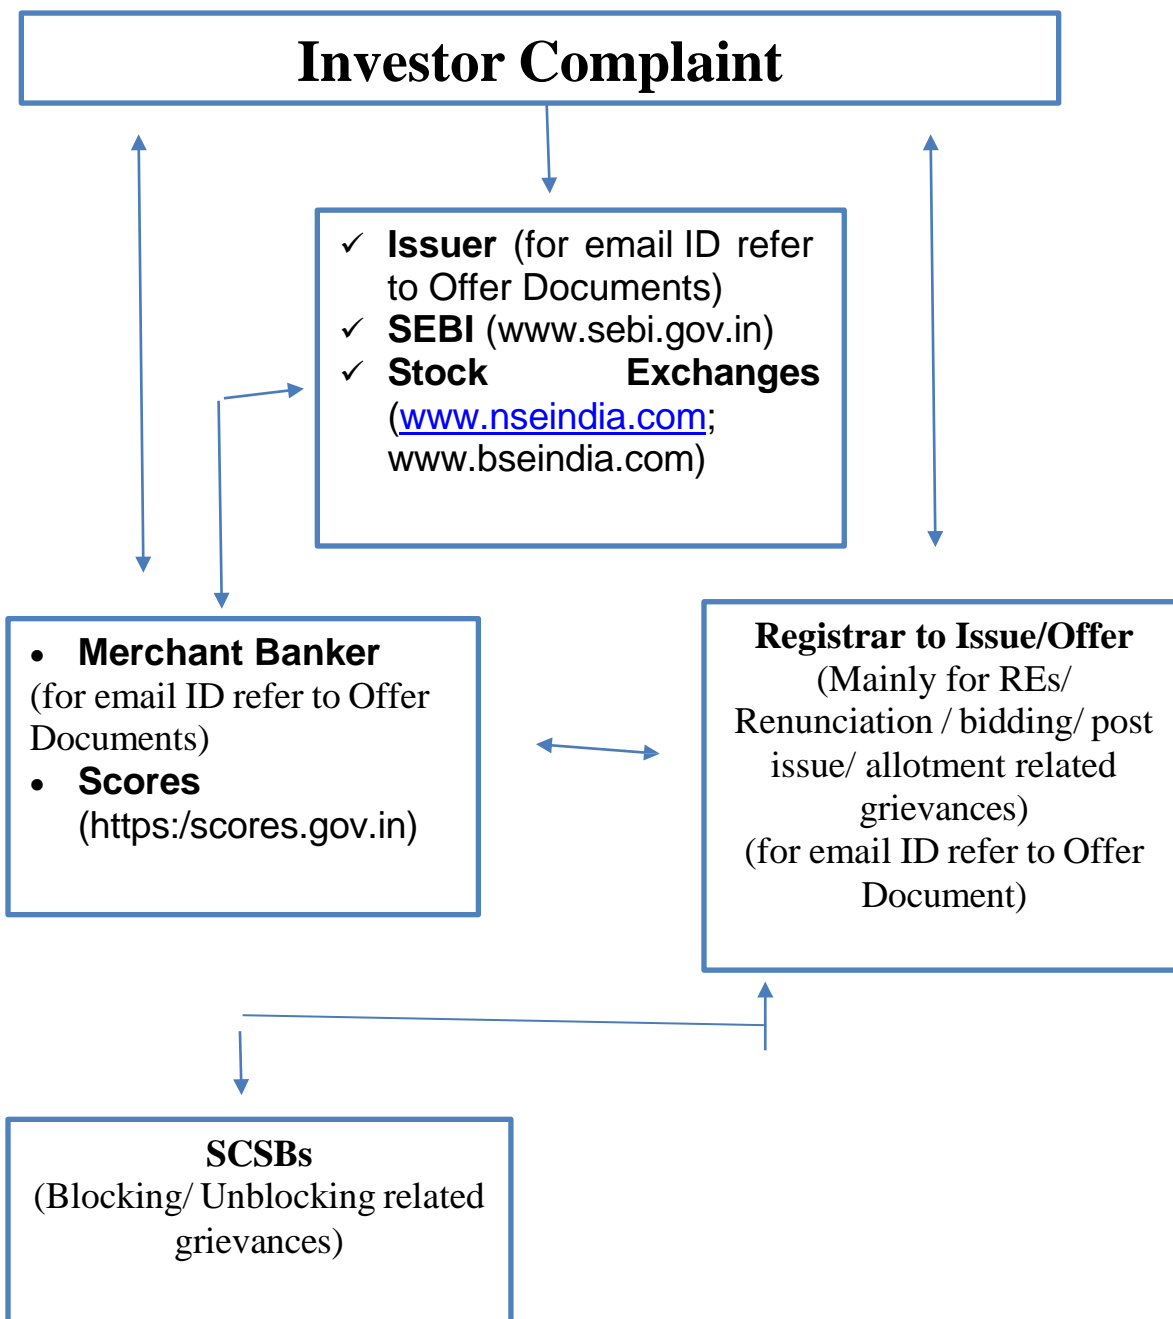 Investor Complaint
✓ Issuer (for email ID refer
to Offer Documents)
✓ SEBI (www.sebi.gov.in)
✓ Stock Exchanges
(www.nseindia.com;
www.bseindia.com)
• Merchant Banker
(for email ID refer to Offer
Documents)
• Scores
(https:/scores.gov.in)
Registrar to Issue/Offer
(Mainly for REs/
Renunciation / bidding/ post
issue/ allotment related
grievances)
(for email ID refer to Offer
Document)
SCSBs
(Blocking/ Unblocking related
grievances)